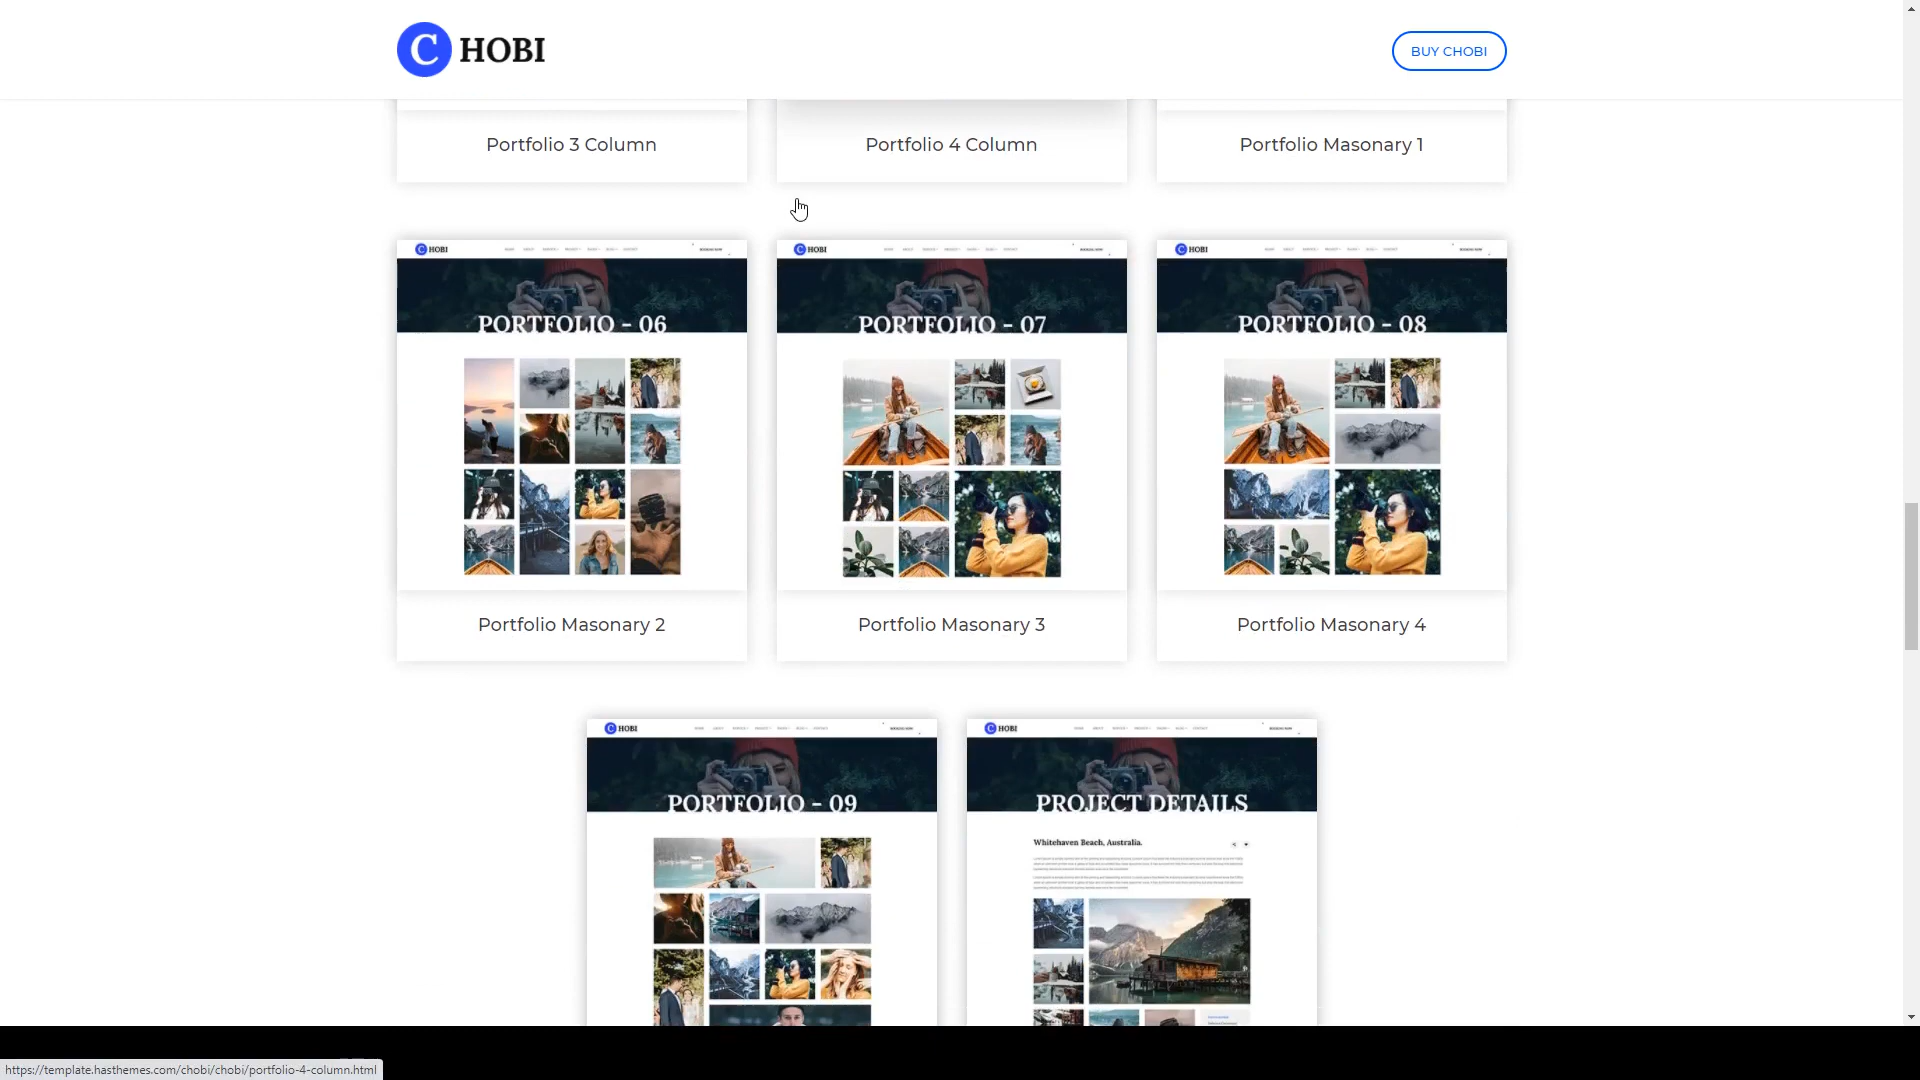 C HOBI
BUY CHOBI
Portfolio 3 Column
Portfolio 4 Column
Portfolio Masonary 1
C HOBI
C HOBI
C HOBI
PORTFOLIO - 06
PORTFOLIO - 07
PORTFOLIO - 08
Portfolio Masonary 2
Portfolio Masonary 3
Portfolio Masonary 4
C HOBI
C HOBI
PORTFOLIO - 09
PROJECT DETAILS
Whitehaven Beach, Australia.
https://template.hasthemes.com/chobi/chobi/portfolio-4-column.html